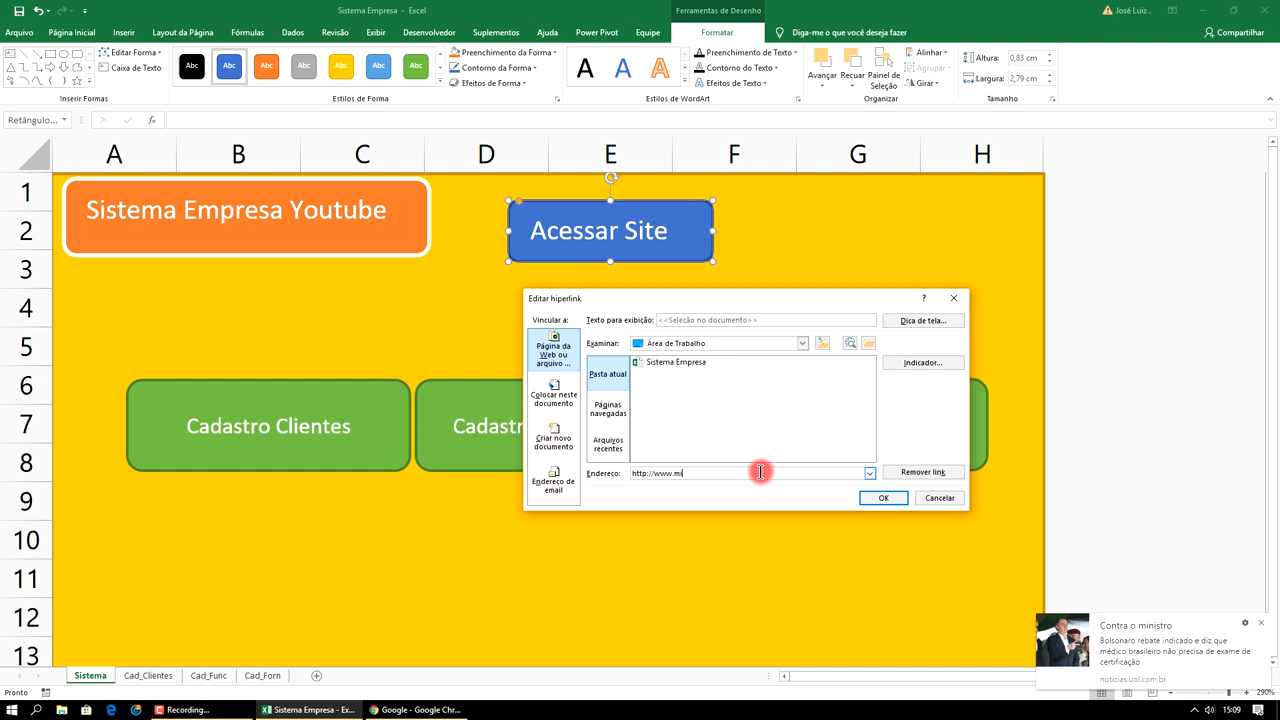 Sistema Empresa - Excel
Ferramentas de Desenho
José Luiz .
Arquivo Página Inicial Inserir Layout da Página Fórmulas Dados Revisão Exibir Desenvolvedor Suplementos Ajuda Power Pivot Equipe Formatar Diga-me o que você deseja fazer Compartilhar
Editar Forma
Caixa de Texto
Abc Abc Abc Abc Abc Abc Abc
Preenchimento da Forma
Contorno da Forma
Efeitos de Forma
A A A
Preenchimento de Texto
Contorno do Texto
Efeitos de Texto
Avançar
Recuar
Painel de
Seleção
Alinhar
Agrupar
Girar
Altura: 0,83 cm
Largura: 2,79 cm
Inserir Formas
Estilos de Forma
Estilos de WordArt
Organizar
Tamanho
Retângulo...
fx
A B C D E F G H
1
2
3
4
5
6
7
8
9
10
11
12
13
Sistema Empresa Youtube
Acessar Site
Cadastro Clientes
Cadastr
Editar hiperlink
? ×
Vincular a:
Texto para exibição: <<Seleção no documento>>
Dica de tela...
Página da
Web ou
arquivo ...
Examinar: Área de Trabalho
Pasta atual
Sistema Empresa
Indicador...
Colocar neste
documento
Páginas
navegadas
Criar novo
documento
Arquivos
recentes
Endereço de
email
Endereço: http://www.mi
Remover link
OK
Cancelar
Contra o ministro
Bolsonaro rebate indicado e diz que
médico brasileiro não precisa de exame de
certificação
noticias.uol.com.br
Sistema Cad_Clientes Cad_Func Cad_Forn
Pronto
290%
Recording...
Sistema Empresa - Ex...
Google - Google Chr...
15:09